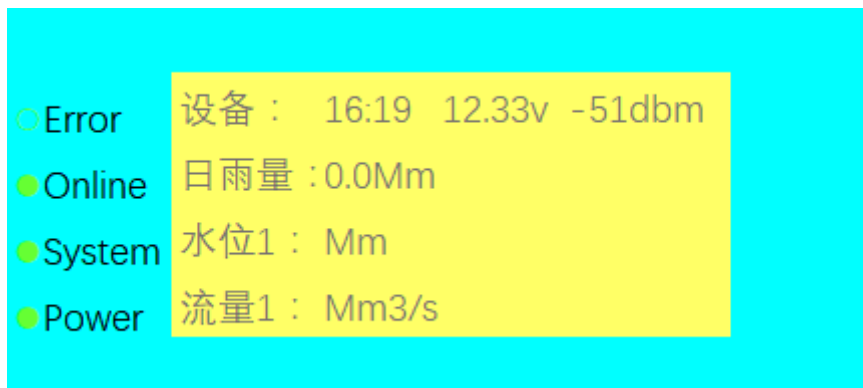 Error
Online
System
Power
设备： 16:19 12.33v -51dbm
日雨量：0.0Mm
水位1： Mm
流量1： Mm3/s